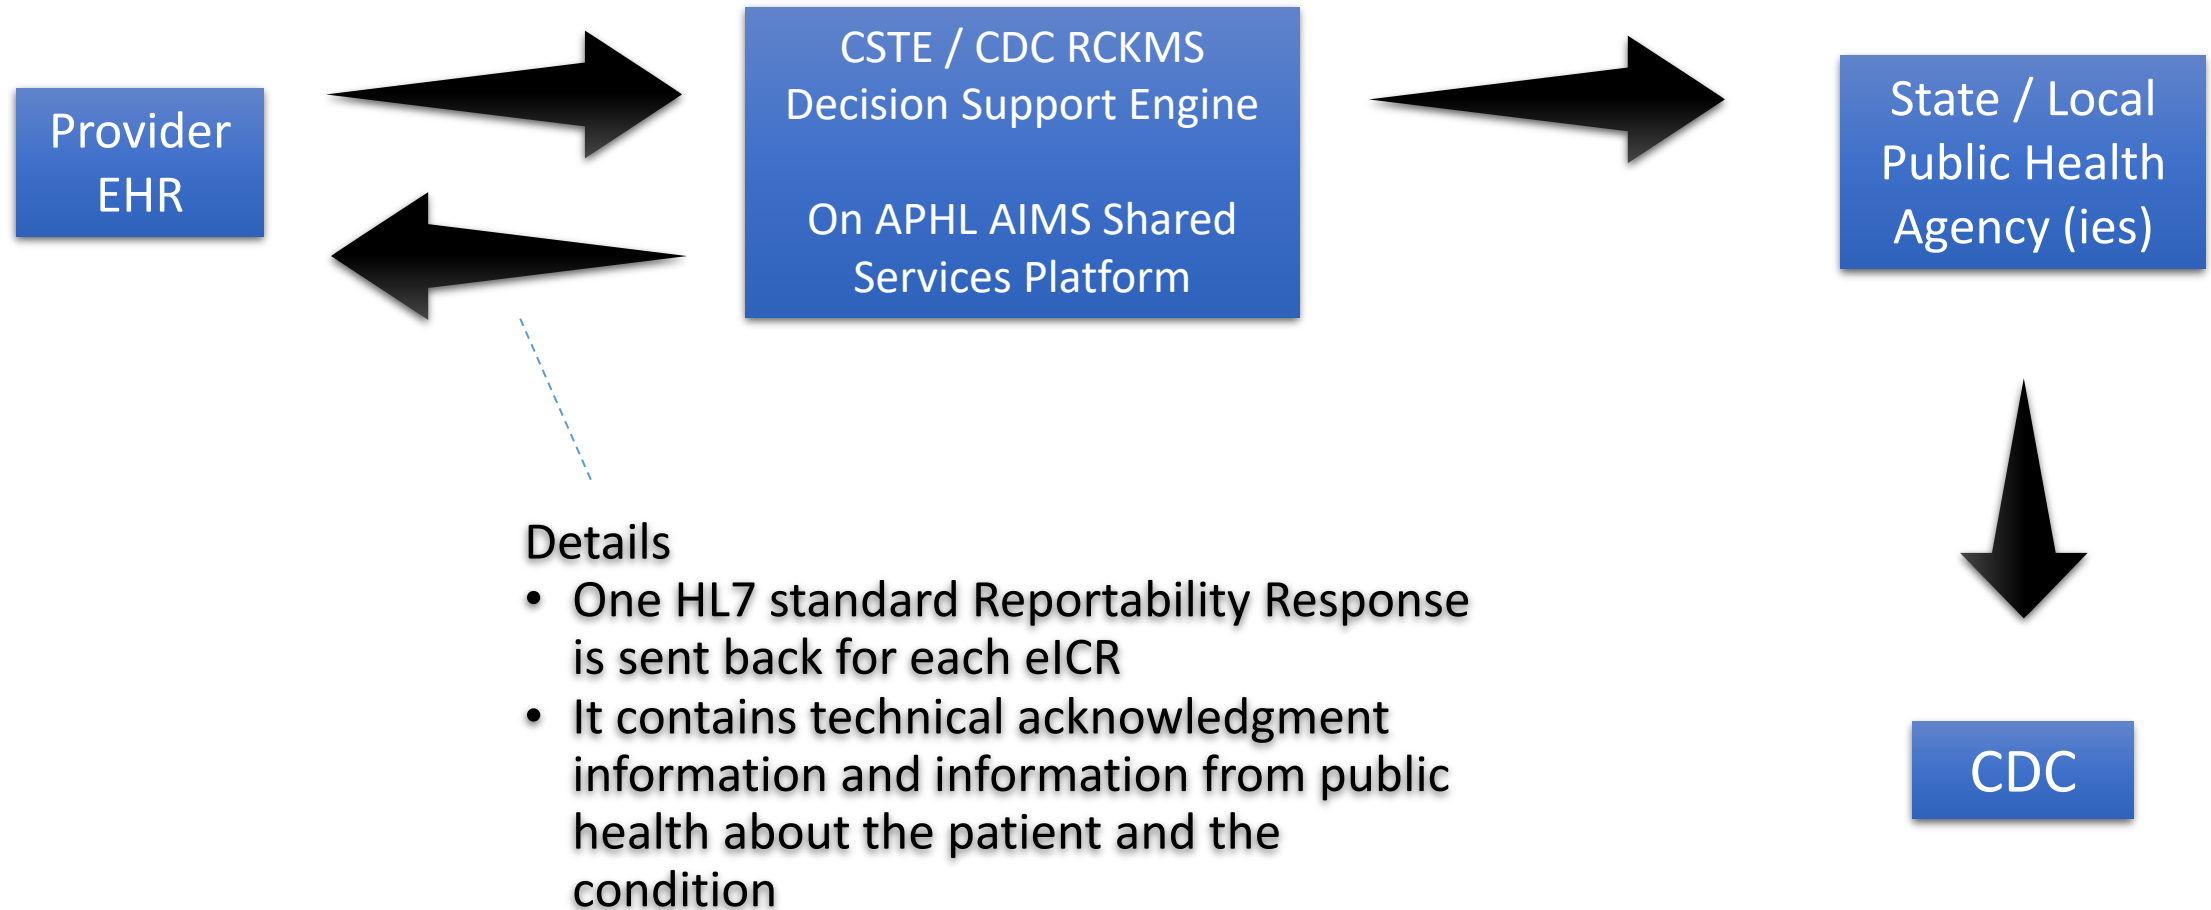 Provider
EHR
CSTE / CDC RCKMS
Decision Support Engine
On APHL AIMS Shared
Services Platform
State / Local
Public Health
Agency (ies)
Details
• One HL7 standard Reportability Response
is sent back for each eICR
• It contains technical acknowledgment
information and information from public
health about the patient and the
condition
CDC